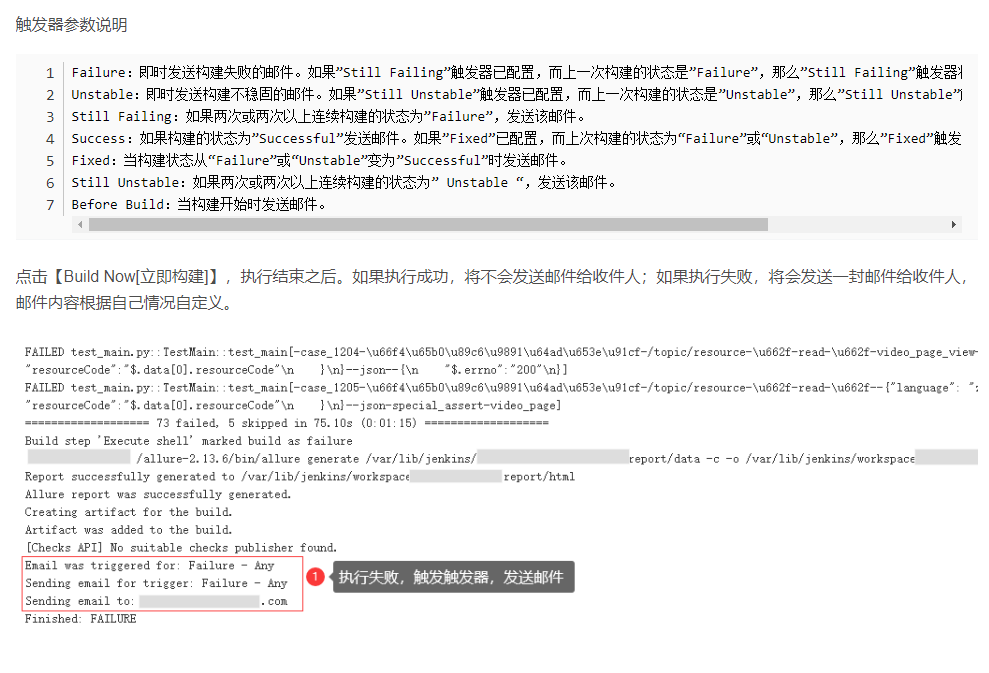 触发器参数说明
1 Failure：即时发送构建失败的邮件。如果”Still Failing”触发器已配置，而上一次构建的状态是”Failure”，那么”Still Failing”触发器
2 Unstable：即时发送构建不稳固的邮件。如果”Still Unstable”触发器已配置，而上一次构建的状态是”Unstable”，那么”Still Unstable”
3 Still Failing：如果两次或两次以上连续构建的状态为”Failure”，发送该邮件。
4 Success：如果构建的状态为”Successful”发送邮件。如果”Fixed”已配置，而上次构建的状态为“Failure”或“Unstable”，那么”Fixed”触发
5 Fixed：当构建状态从“Failure”或“Unstable”变为”Successful”时发送邮件。
6 Still Unstable：如果两次或两次以上连续构建的状态为” Unstable “，发送该邮件。
7 Before Build：当构建开始时发送邮件。
点击【Build Now[立即构建]】，执行结束之后。如果执行成功，将不会发送邮件给收件人；如果执行失败，将会发送一封邮件给收件人，
邮件内容根据自己情况自定义。
FAILED test_main.py::TestMain::test_main[-case_1204-\u66f4\u65b0\u89c6\u9891\u64ad\u653e\u91cf-/topic/resource-\u662f-read-\u662f-video_page_view-
"resourceCode":"$.data[0].resourceCode"\n    }\n}--json--{\n    "$.errno":"200"\n}]
FAILED test_main.py::TestMain::test_main[-case_1205-\u66f4\u65b0\u89c6\u9891\u64ad\u653e\u91cf-/topic/resource-\u662f-read-\u662f--{"language": "
"resourceCode":"$.data[0].resourceCode"\n    }\n}--json-special_assert-video_page]
=================== 73 failed, 5 skipped in 75.10s (0:01:15) ===================
Build step 'Execute shell' marked build as failure
/allure-2.13.6/bin/allure generate /var/lib/jenkins/ report/data -c -o /var/lib/jenkins/workspace
Report successfully generated to /var/lib/jenkins/workspace report/html
Allure report was successfully generated.
Creating artifact for the build.
Artifact was added to the build.
[Checks API] No suitable checks publisher found.
Email was triggered for: Failure - Any
Sending email for trigger: Failure - Any
1 执行失败，触发触发器，发送邮件
Sending email to: .com
Finished: FAILURE